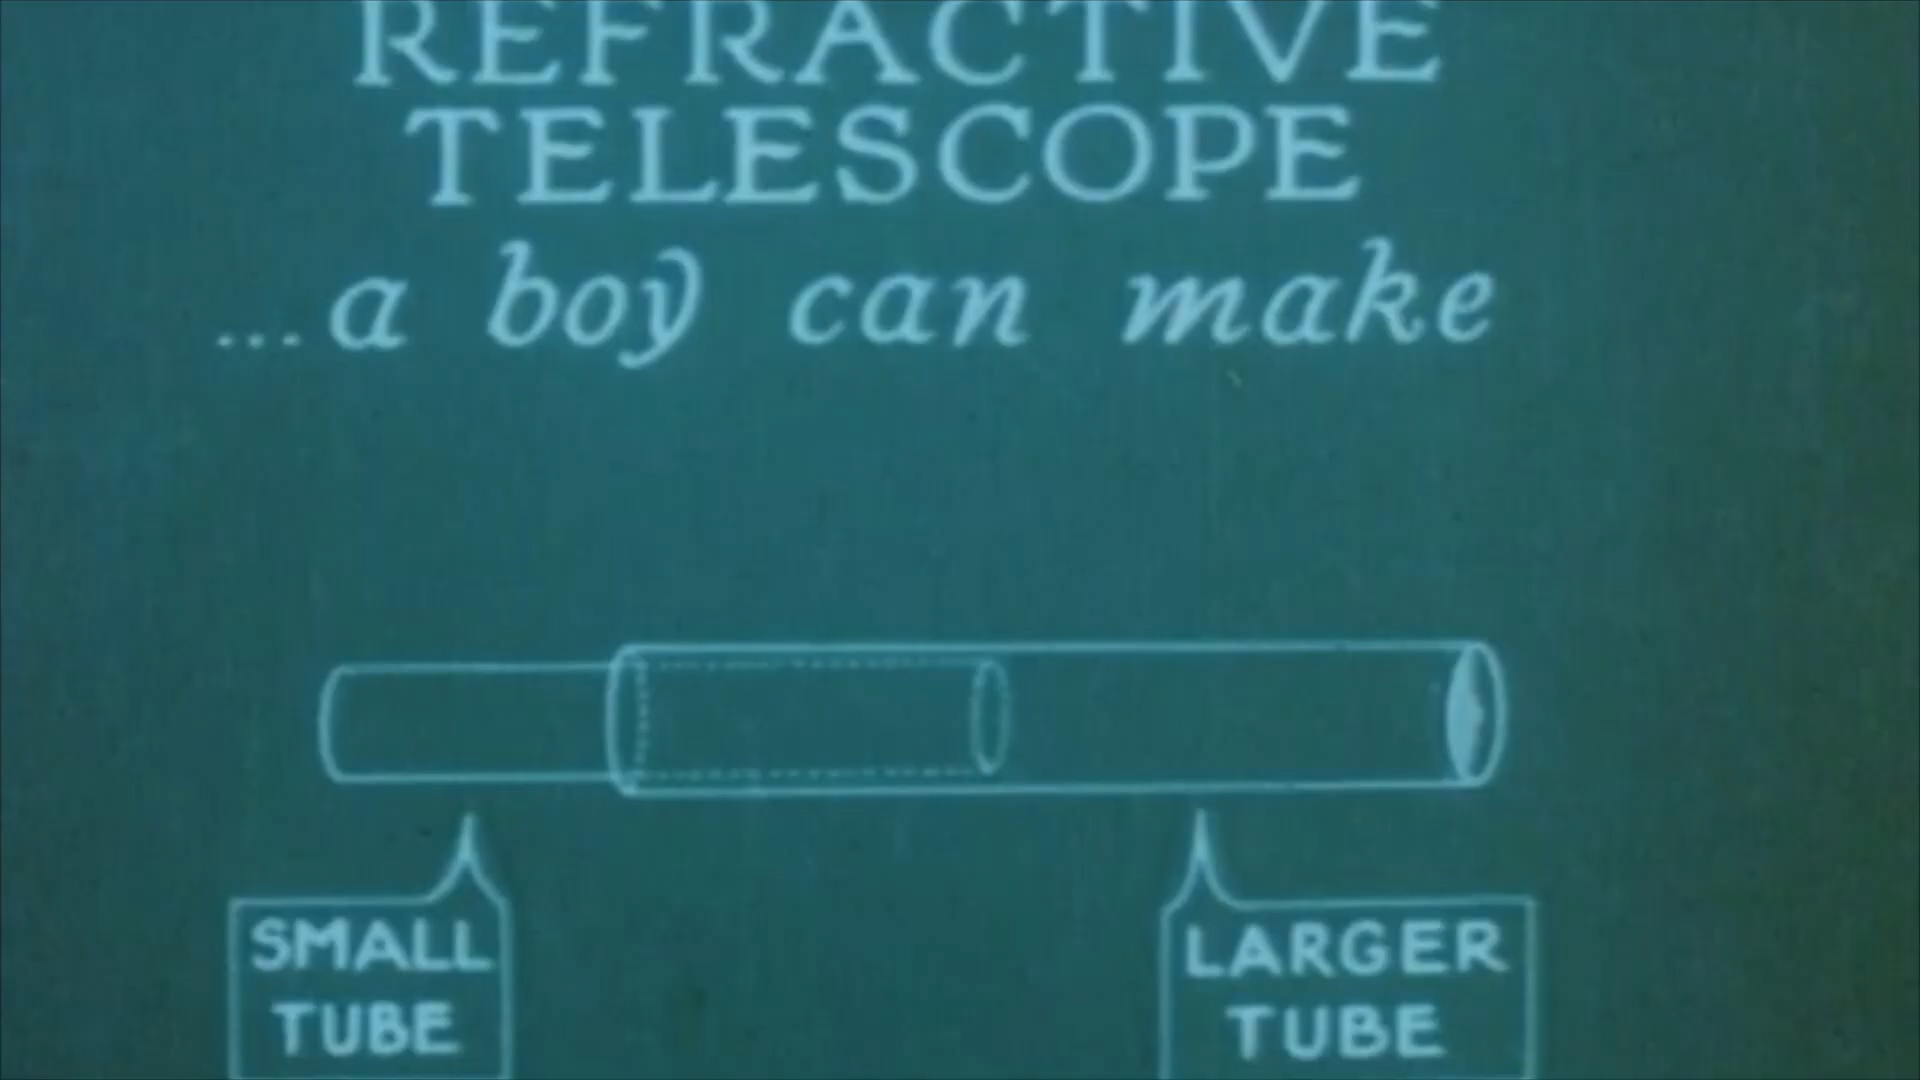 REFRACTIVE
TELESCOPE
...a boy can make
SMALL
TUBE
LARGER
TUBE